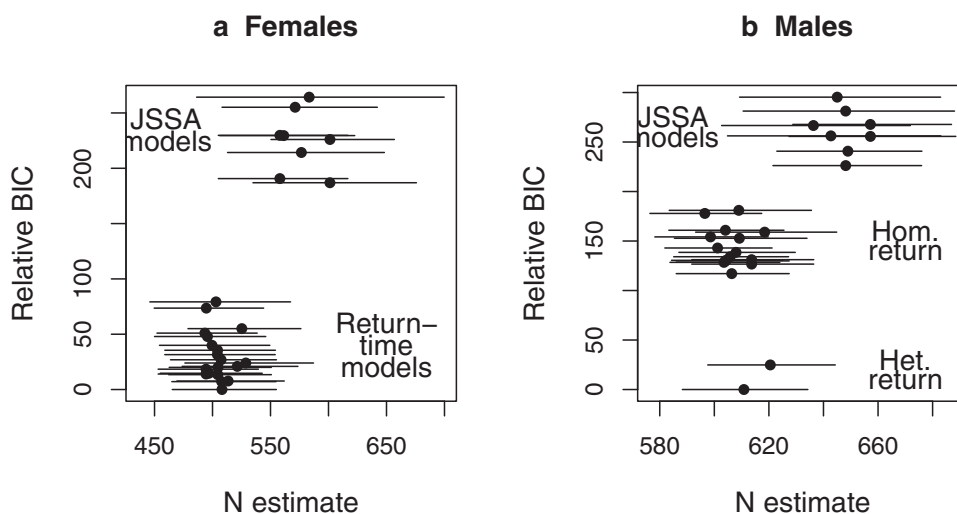 a Females
JSSA
models
Return–
time
models
Relative BIC
0
50
100
200
450
550
650
N estimate
b Males
JSSA
models
Hom.
return
Het.
return
Relative BIC
0
50
150
250
580
620
660
N estimate